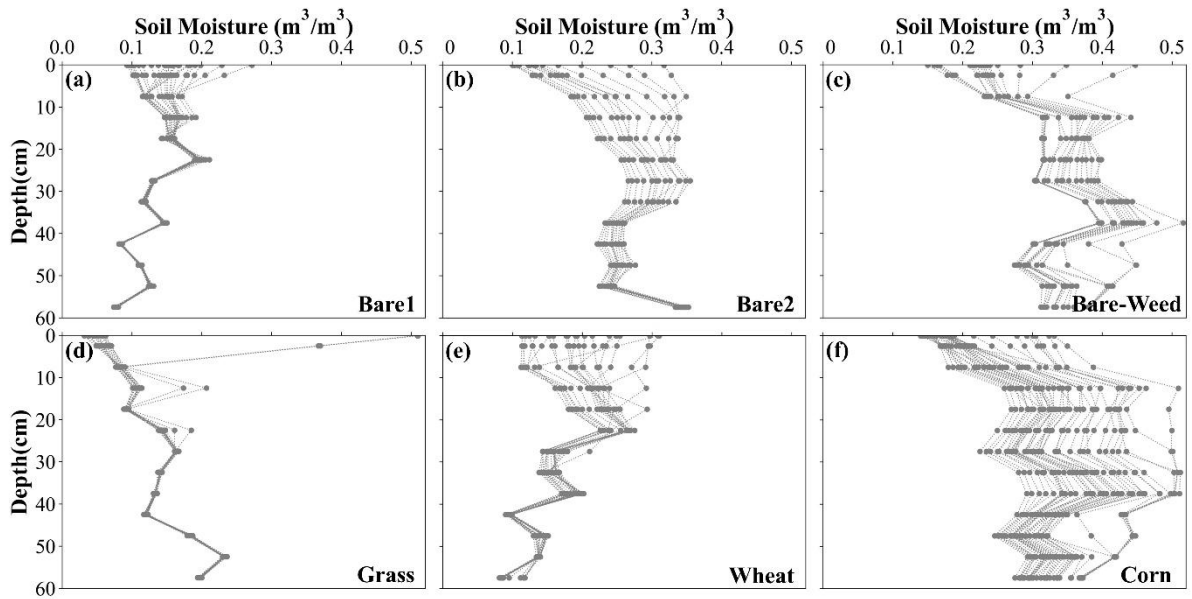 Soil Moisture (m³/m³) Soil Moisture (m³/m³) Soil Moisture (m³/m³)
0.0 0.1 0.2 0.3 0.4 0.5 0.0 0.1 0.2 0.3 0.4 0.5 0.0 0.1 0.2 0.3 0.4 0.5
0
10
20
30
40
50
60
Depth(cm)
(a)
Bare1
(b)
Bare2
(c)
Bare-Weed
0
10
20
30
40
50
60
Depth(cm)
(d)
Grass
(e)
Wheat
(f)
Corn